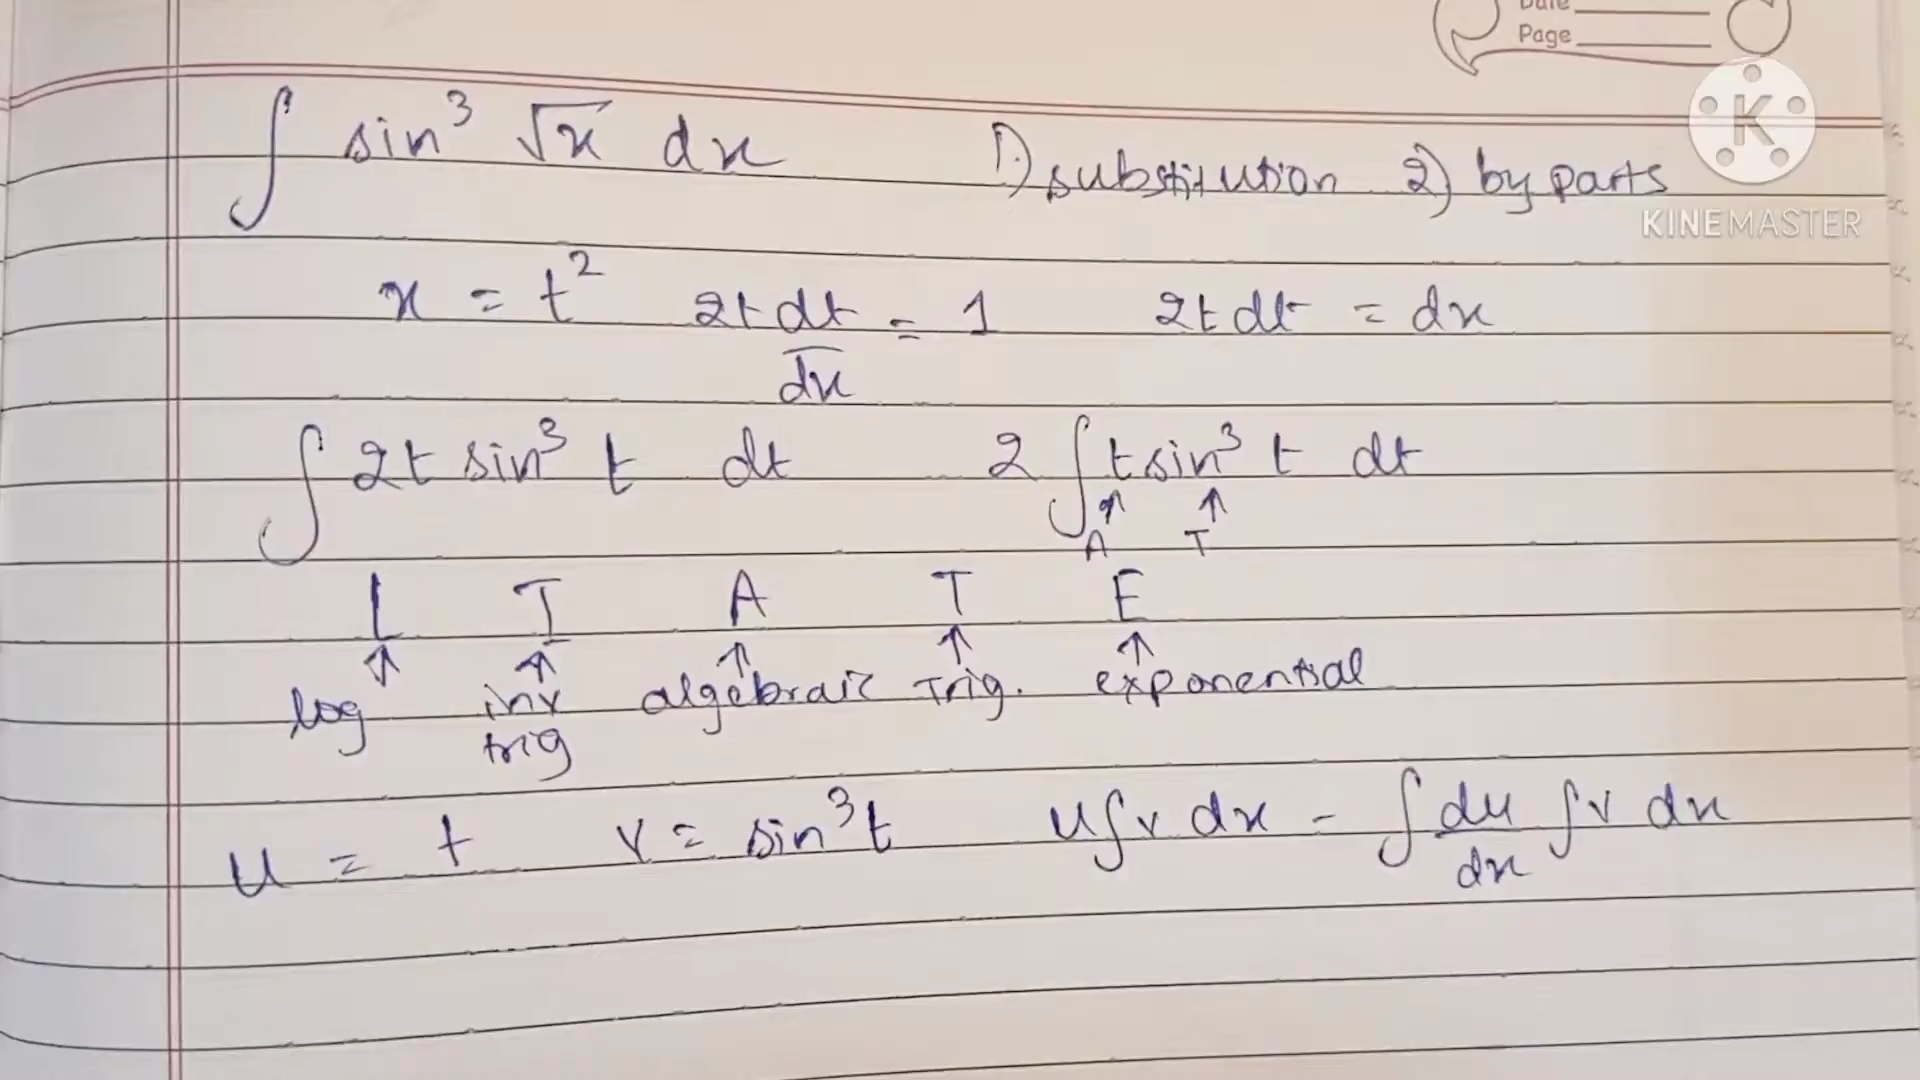 Date
Page
K
KINEMASTER
∫ sin³ √x dx 1) substitution 2) by parts
x = t² 2t dt/dx = 1 2t dt = dx
∫ 2t sin³ t dt 2 ∫ t sin³ t dt
↑ ↑
A T
L I A T E
↑ ↑ ↑ ↑ ↑
log inv trig algebraic Trig. exponential
u = t v = sin³t u∫v dx - ∫ du/dx ∫v dx